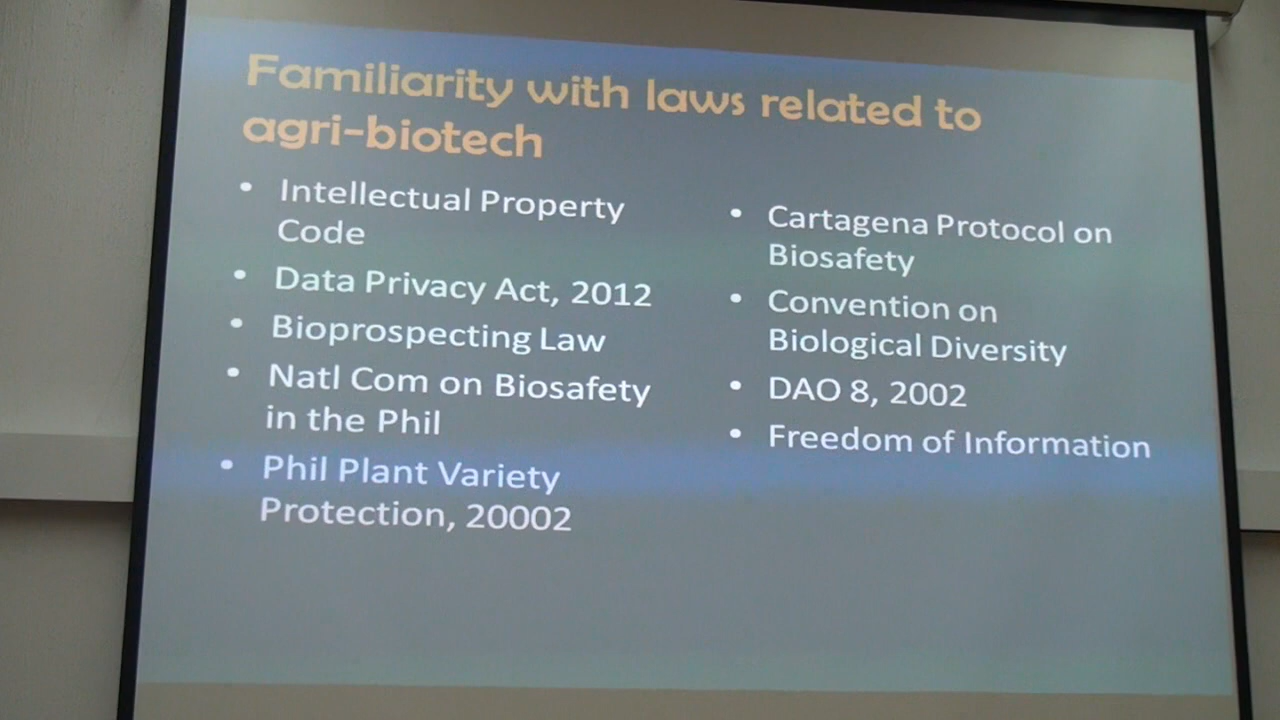 Familiarity with laws related to
agri-biotech
• Intellectual Property
Code
• Data Privacy Act, 2012
• Bioprospecting Law
• Natl Com on Biosafety
in the Phil
• Phil Plant Variety
Protection, 20002
• Cartagena Protocol on
Biosafety
• Convention on
Biological Diversity
• DAO 8, 2002
• Freedom of Information